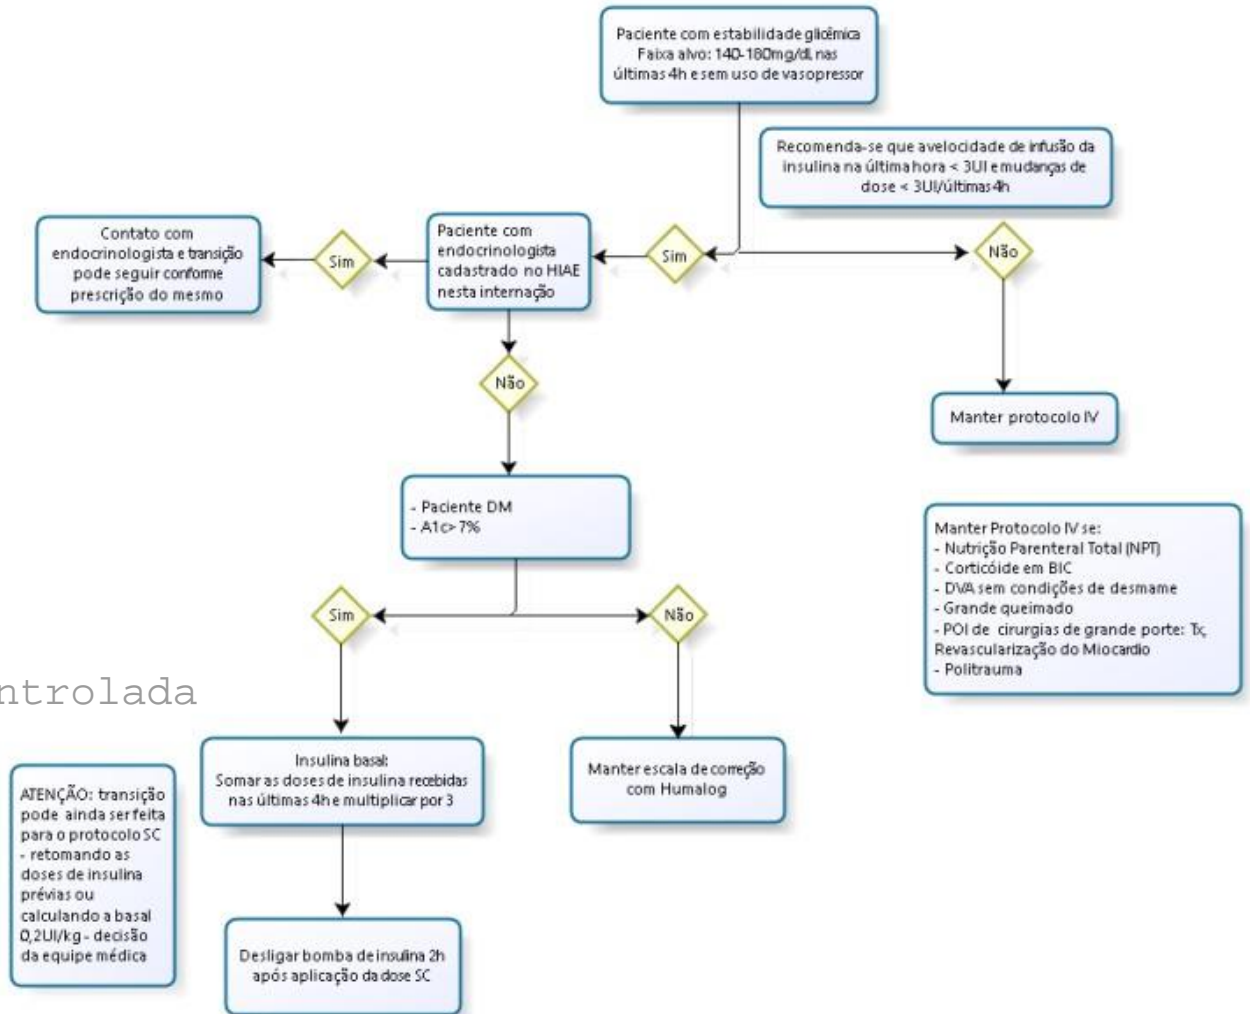 Paciente com estabilidade glicêmica
Faixa alvo: 140-180mg/dl nas
últimas 4h e sem uso de vasopressor
Recomenda-se que avelocidade de infusão da
insulina na última hora < 3UI e mudanças de
dose < 3UI/últimas 4h
Contato com
endocrinologista e transição
pode seguir conforme
prescrição do mesmo
Sim
Paciente com
endocrinologista
cadastrado no HIAE
nesta internação
Sim
Não
Não
Manter protocolo IV
- Paciente DM
- A1c> 7%
Manter Protocolo IV se:
- Nutrição Parenteral Total (NPT)
- Corticóide em BIC
- DVA sem condições de desmame
- Grande queimado
- POI de cirurgias de grande porte: Tx,
Revascularização do Miocardio
- Politrauma
Sim
Não
ntrolada
Insulina basal:
Somar as doses de insulina recebidas
nas últimas 4h e multiplicar por 3
Manter escala de correção
com Humalog
ATENÇÃO: transição
pode ainda ser feita
para o protocolo SC
- retomando as
doses de insulina
prévias ou
calculando a basal
0,2UI/kg - decisão
da equipe médica
Desligar bomba de insulina 2h
após aplicação da dose SC